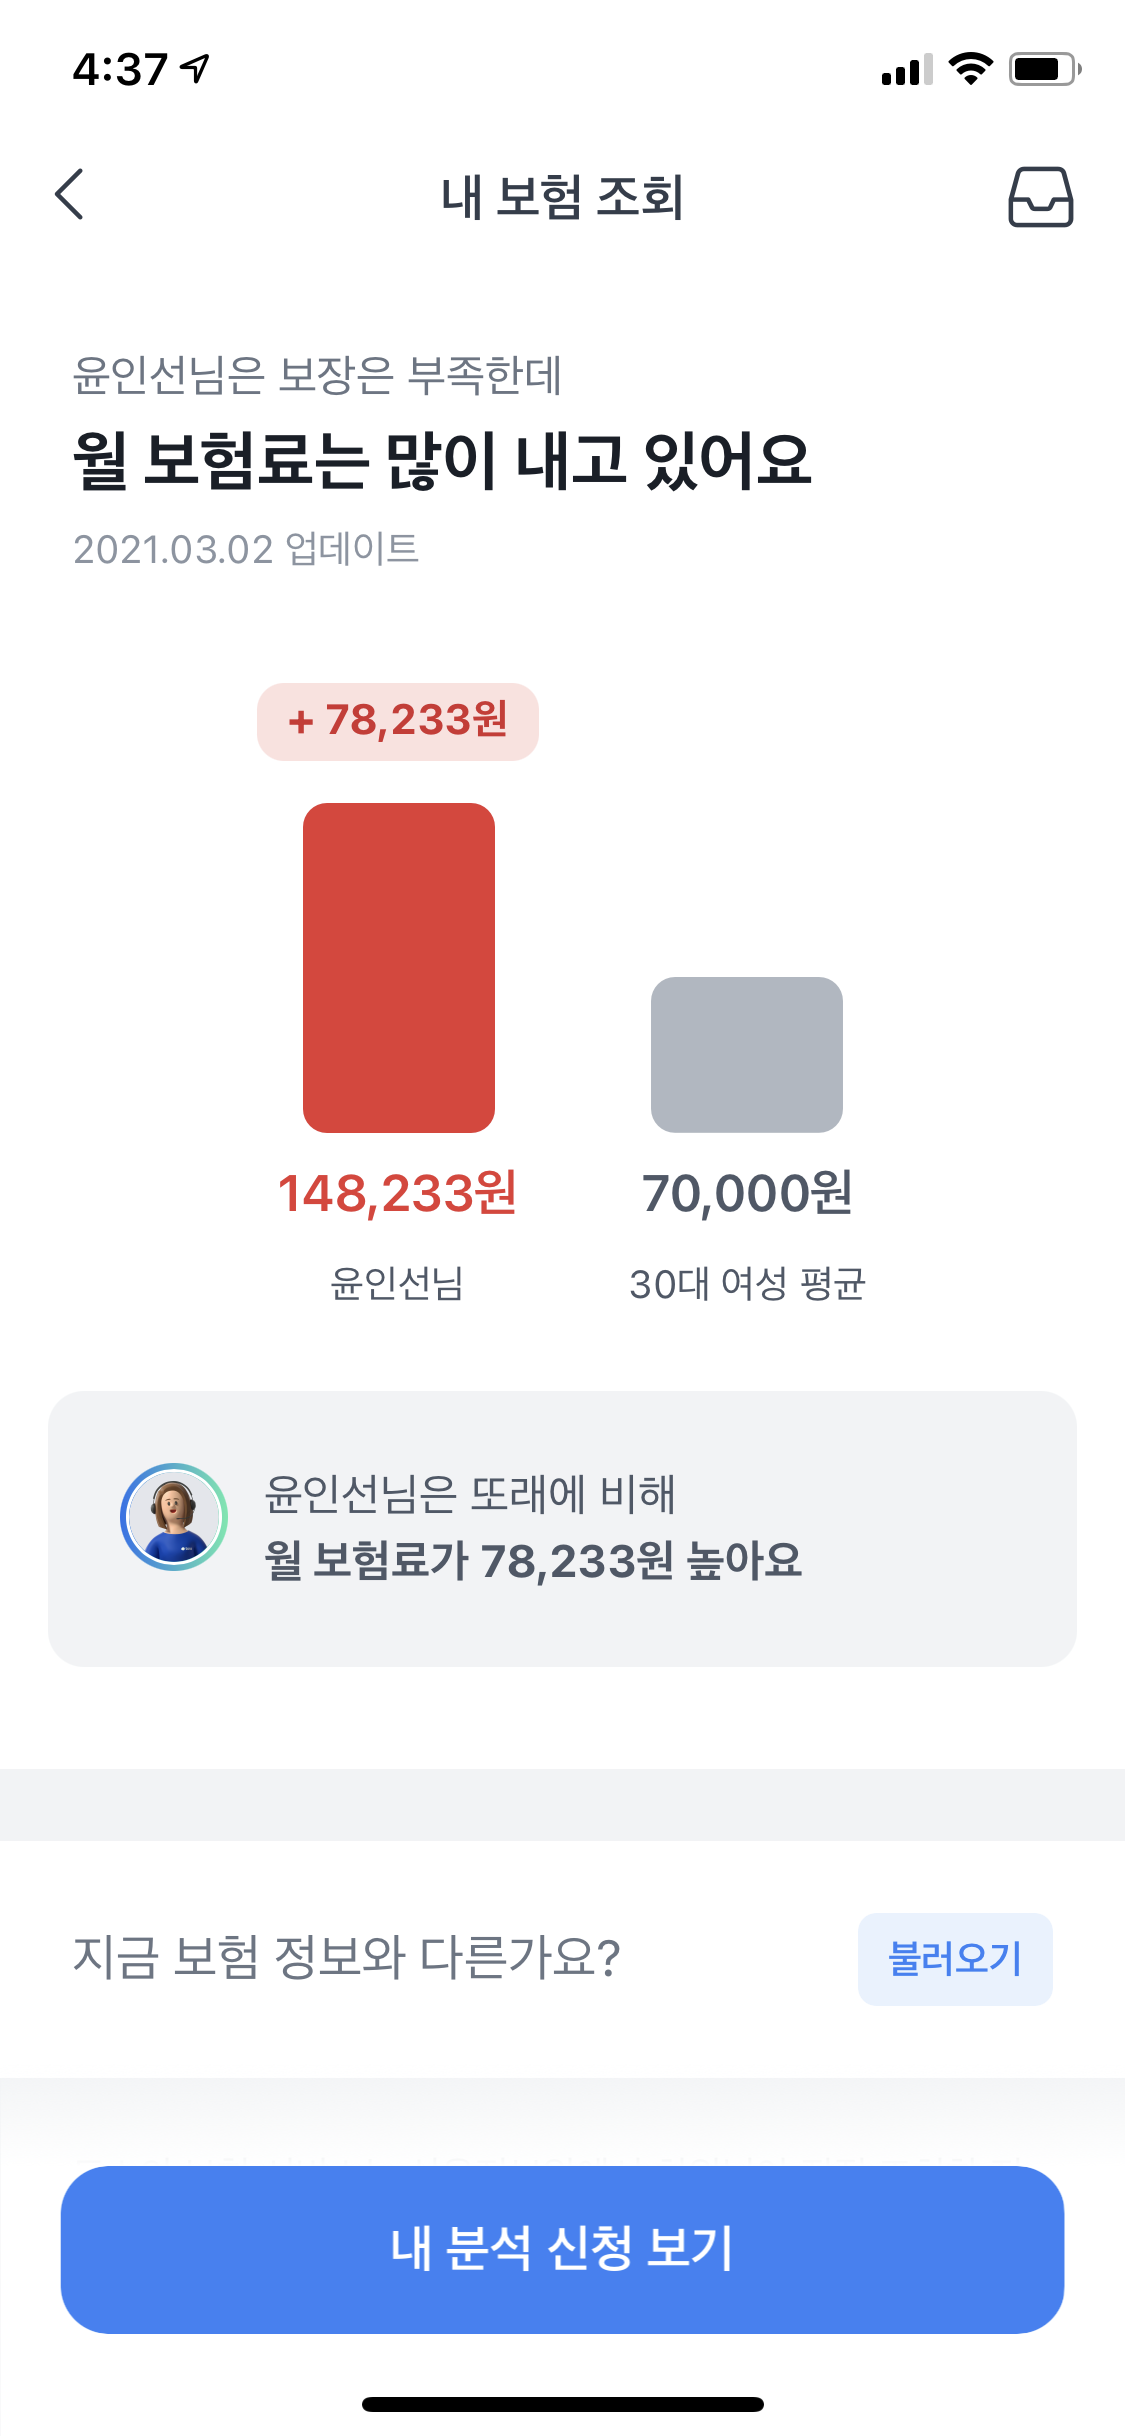 4:37
내 보험 조회
윤인선님은 보장은 부족한데
월 보험료는 많이 내고 있어요
2021.03.02 업데이트
+ 78,233원
148,233원
70,000원
윤인선님
30대 여성 평균
윤인선님은 또래에 비해
월 보험료가 78,233원 높아요
지금 보험 정보와 다른가요?
불러오기
내 분석 신청 보기